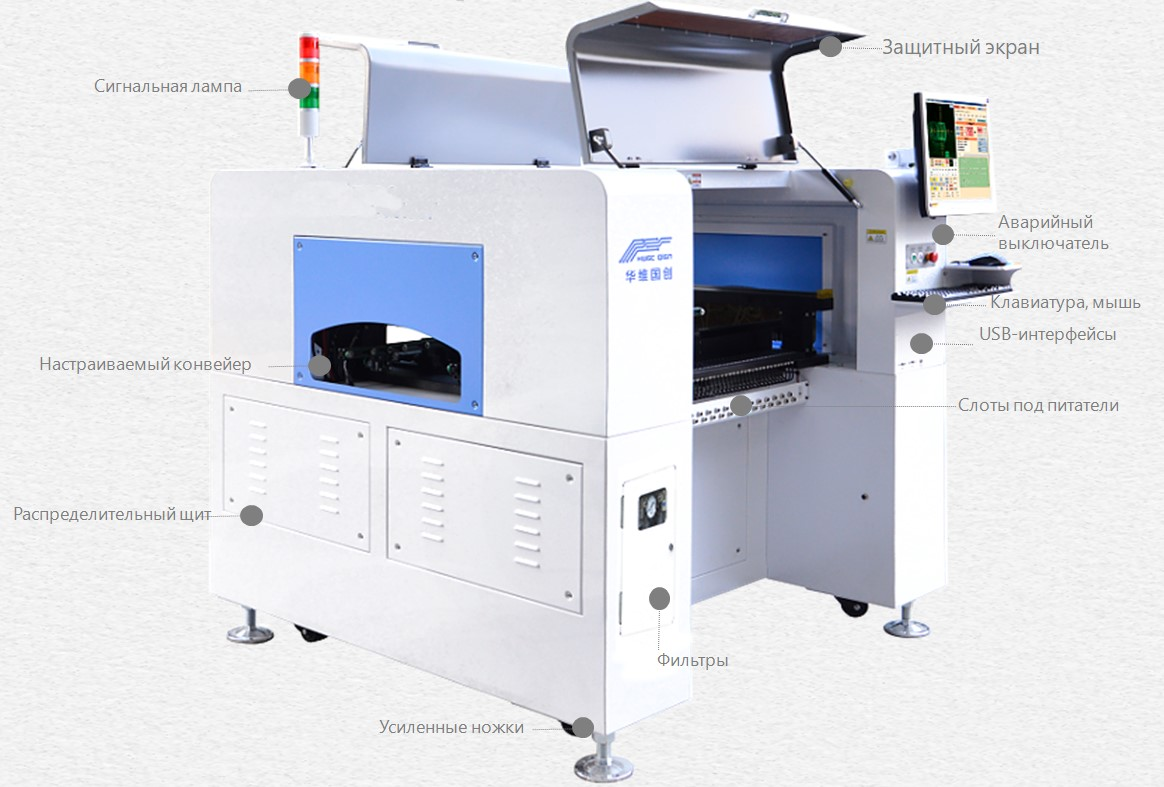 Защитный экран
Сигнальная лампа
Аварийный
выключатель
Клавиатура, мышь
USB-интерфейсы
华维国创
Настраиваемый конвейер
Слоты под питатели
Распределительный щит
Фильтры
Усиленные ножки